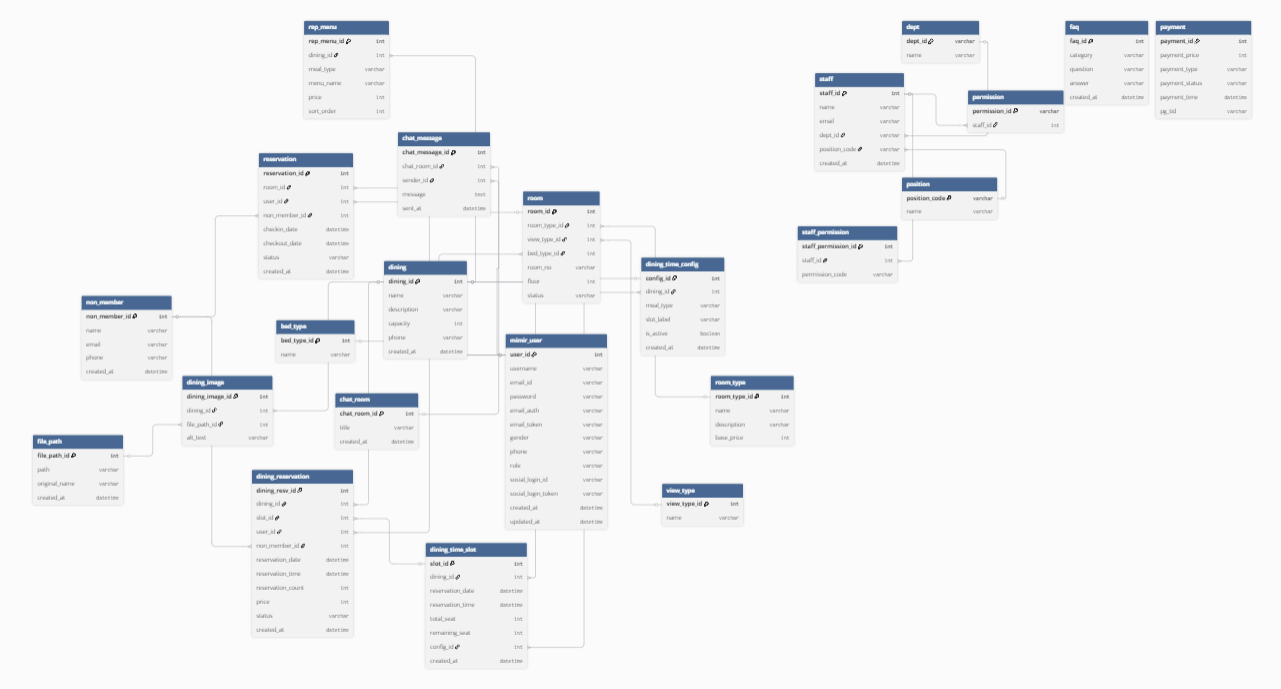 rep_menu
rep_menu_id int
dining_id int
meal_type varchar
menu_name varchar
price int
sort_order int
dept
dept_id varchar
name varchar
faq
faq_id int
category varchar
question varchar
answer varchar
created_at datetime
payment
payment_id int
payment_price int
payment_type varchar
payment_status varchar
payment_time datetime
pg_tid varchar
staff
staff_id int
name varchar
email varchar
dept_id varchar
position_code varchar
created_at datetime
permission
permission_id varchar
staff_id int
position
position_code varchar
name varchar
staff_permission
staff_permission_id int
staff_id int
permission_code varchar
chat_message
chat_message_id int
chat_room_id int
sender_id int
message text
sent_at datetime
reservation
reservation_id int
room_id int
user_id int
non_member_id int
checkin_date datetime
checkout_date datetime
status varchar
created_at datetime
room
room_id int
room_type_id int
view_type_id int
bed_type_id int
room_no varchar
floor int
status varchar
dining
dining_id int
name varchar
description varchar
capacity int
phone varchar
created_at datetime
dining_time_config
config_id int
dining_id int
meal_type varchar
slot_label varchar
is_active boolean
created_at datetime
non_member
non_member_id int
name varchar
email varchar
phone varchar
created_at datetime
bed_type
bed_type_id int
name varchar
mimir_user
user_id int
username varchar
email_id varchar
password varchar
email_auth varchar
email_token varchar
gender varchar
phone varchar
role varchar
social_login_id varchar
social_login_token varchar
created_at datetime
updated_at datetime
dining_image
dining_image_id int
dining_id int
file_path_id int
alt_text varchar
chat_room
chat_room_id int
title varchar
created_at datetime
room_type
room_type_id int
name varchar
description varchar
base_price int
file_path
file_path_id int
path varchar
original_name varchar
created_at datetime
dining_reservation
dining_resv_id int
dining_id int
slot_id int
user_id int
non_member_id int
reservation_date datetime
reservation_time datetime
reservation_count int
price int
status varchar
created_at datetime
view_type
view_type_id int
name varchar
dining_time_slot
slot_id int
dining_id int
reservation_date datetime
reservation_time datetime
total_seat int
remaining_seat int
config_id int
created_at datetime